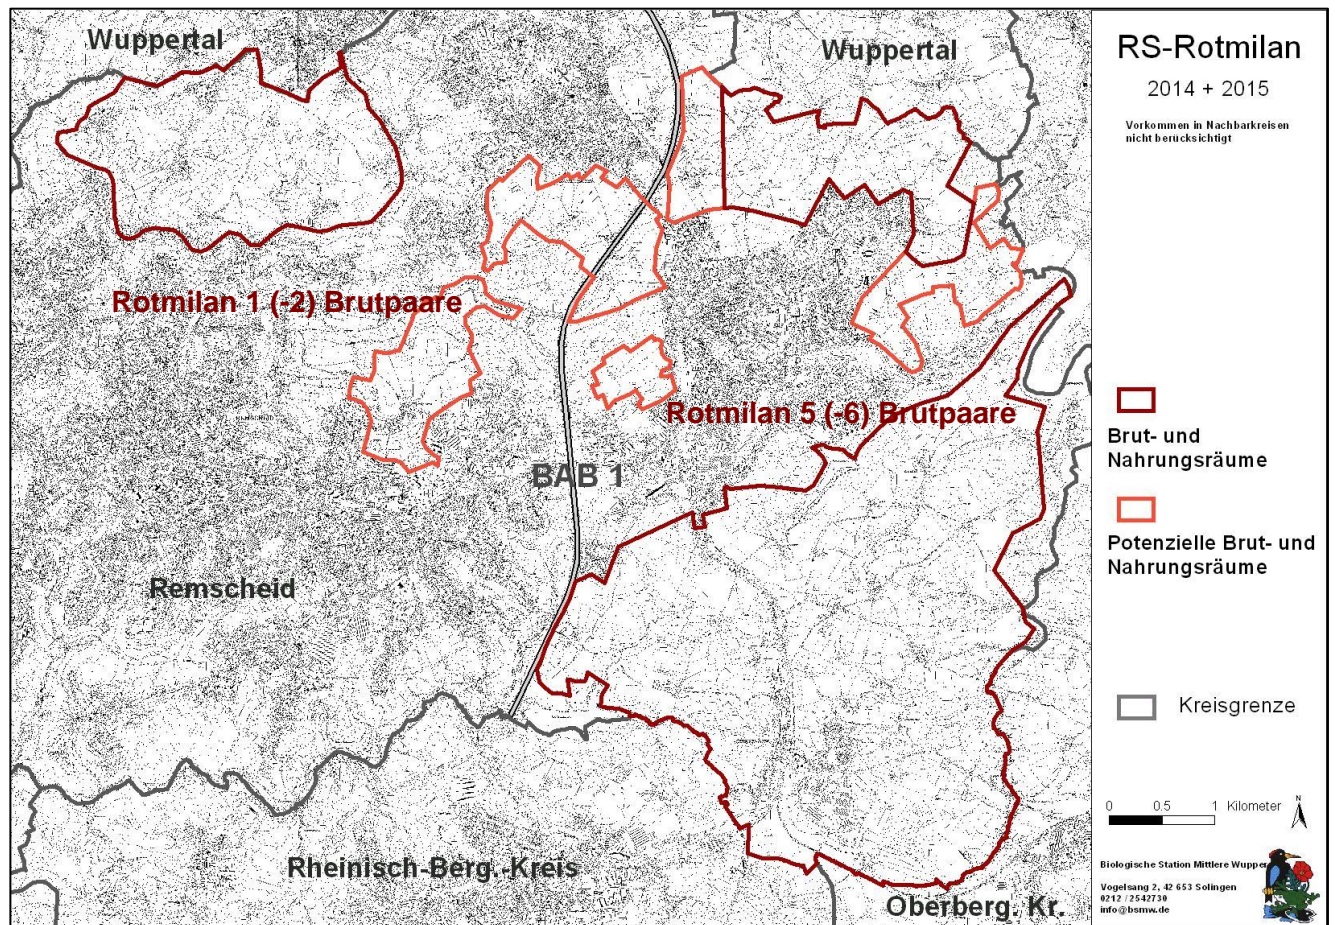 Wuppertal
Wuppertal
Rotmilan 1 (-2) Brutpaare
Rotmilan 5 (-6) Brutpaare
BAB 1
Remscheid
Rheinisch-Berg.-Kreis
Oberberg. Kr.
RS-Rotmilan
2014 + 2015
Vorkommen in Nachbarkreisen
nicht berücksichtigt
Brut- und
Nahrungsräume
Potenzielle Brut- und
Nahrungsräume
Kreisgrenze
0 0.5 1 Kilometer
N
Biologische Station Mittlere Wupper
Vogelsang 2, 42 653 Solingen
0212 / 2542730
info@bsmw.de